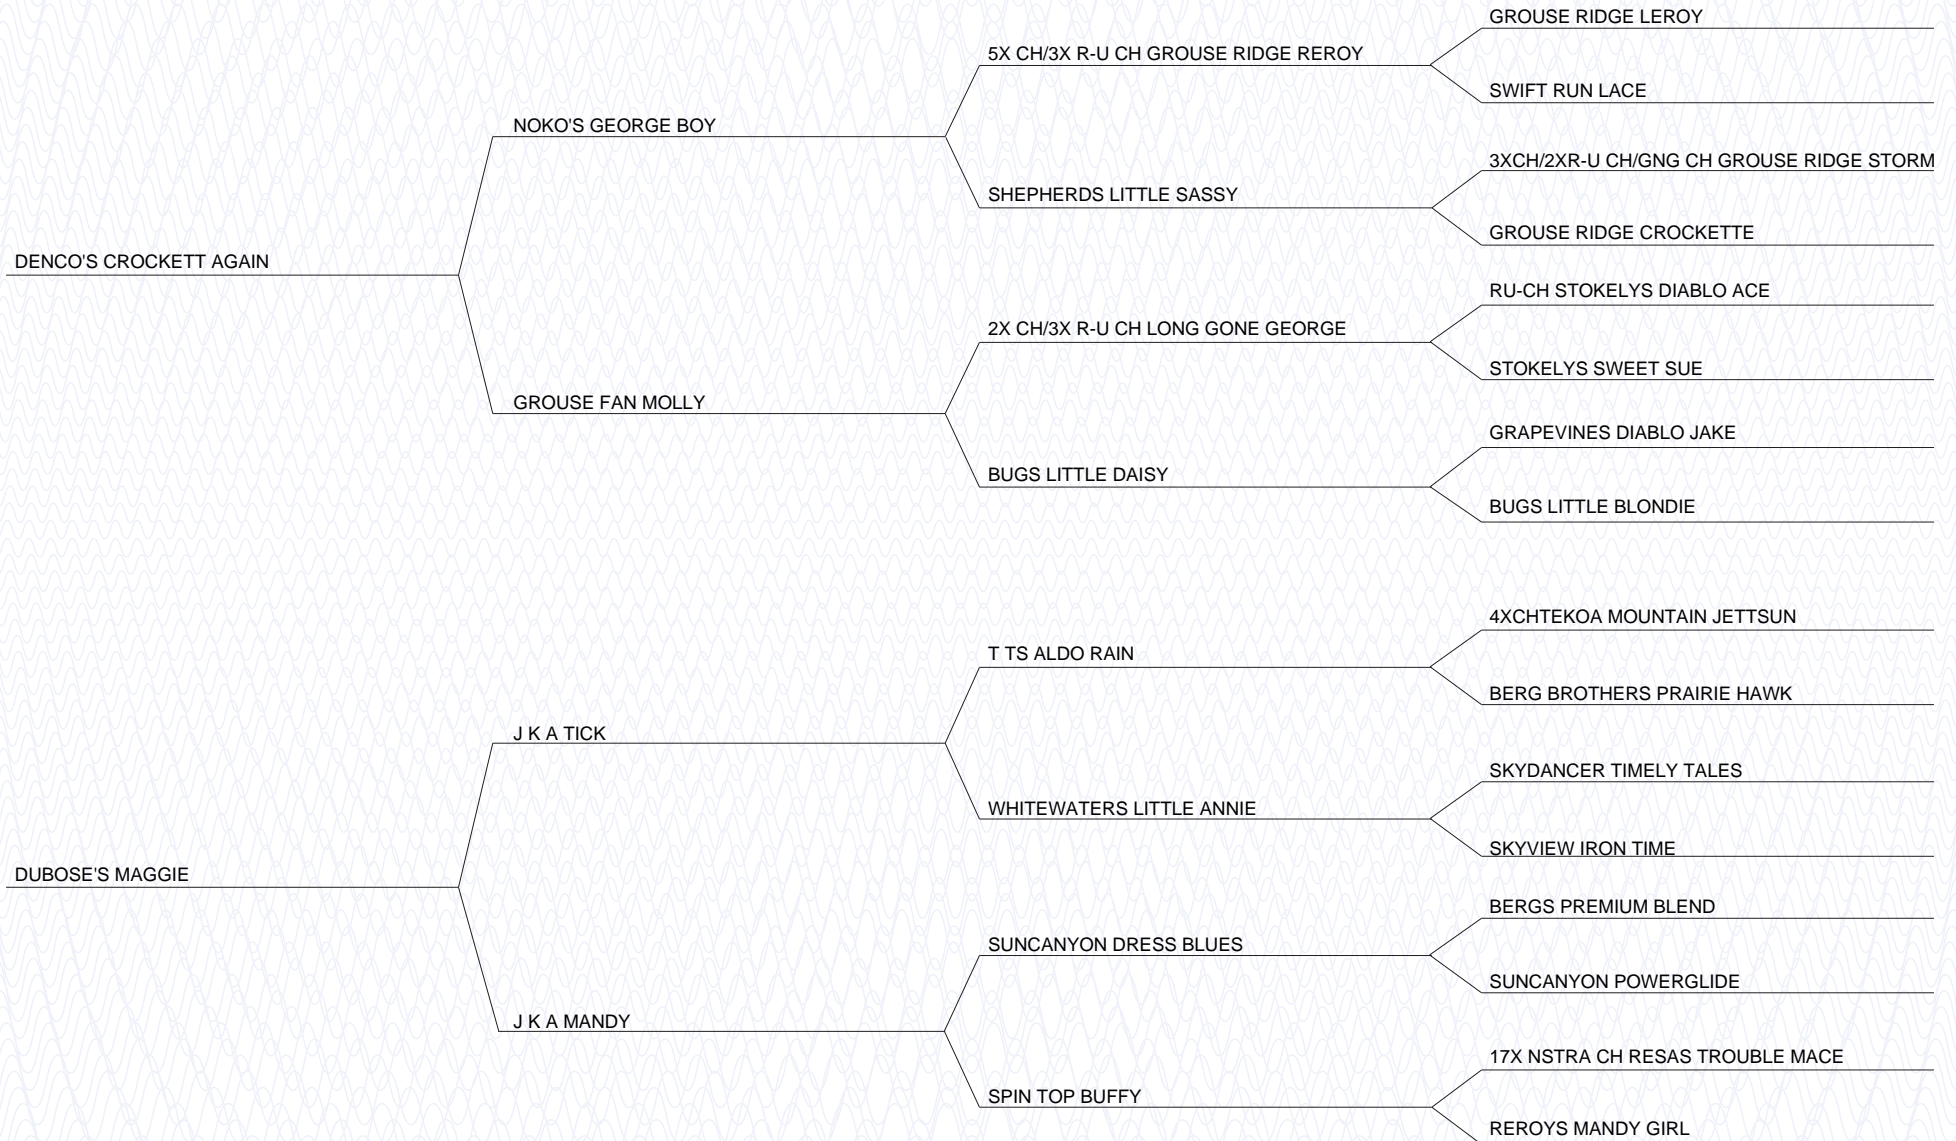 GROUSE RIDGE LEROY
5X CH/3X R-U CH GROUSE RIDGE REROY
SWIFT RUN LACE
NOKO'S GEORGE BOY
3XCH/2XR-U CH/GNG CH GROUSE RIDGE STORM
SHEPHERDS LITTLE SASSY
GROUSE RIDGE CROCKETTE
DENCO'S CROCKETT AGAIN
RU-CH STOKELYS DIABLO ACE
2X CH/3X R-U CH LONG GONE GEORGE
STOKELYS SWEET SUE
GROUSE FAN MOLLY
GRAPEVINES DIABLO JAKE
BUGS LITTLE DAISY
BUGS LITTLE BLONDIE
4XCHTEKOA MOUNTAIN JETTSUN
T TS ALDO RAIN
BERG BROTHERS PRAIRIE HAWK
J K A TICK
SKYDANCER TIMELY TALES
WHITEWATERS LITTLE ANNIE
SKYVIEW IRON TIME
DUBOSE'S MAGGIE
BERGS PREMIUM BLEND
SUNCANYON DRESS BLUES
SUNCANYON POWERGLIDE
J K A MANDY
17X NSTRA CH RESAS TROUBLE MACE
SPIN TOP BUFFY
REROYS MANDY GIRL